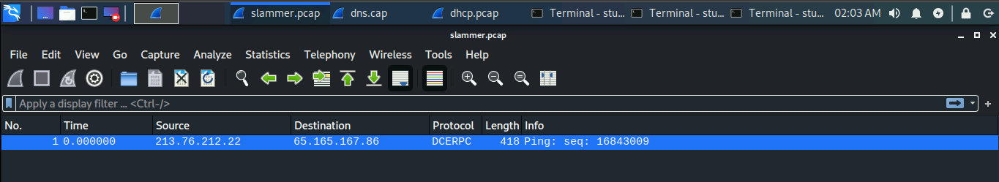 slammer.pcap dns.cap dhcp.pcap Terminal - stu... Terminal - stu... Terminal - stu... 02:03 AM
slammer.pcap
File Edit View Go Capture Analyze Statistics Telephony Wireless Tools Help
Apply a display filter ... <Ctrl-/>
No. Time Source Destination Protocol Length Info
1 0.000000 213.76.212.22 65.165.167.86 DCERPC 418 Ping: seq: 16843009